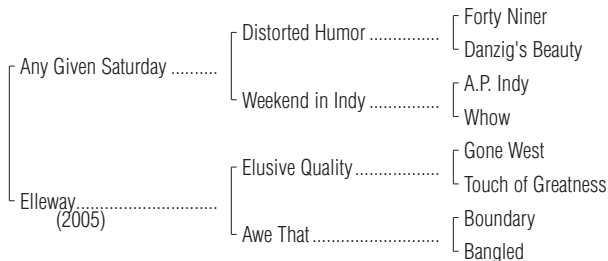 Forty Niner
Distorted Humor ...............
Danzig's Beauty
Any Given Saturday ..........
A.P. Indy
Weekend in Indy ...............
Whow
Gone West
Elusive Quality ..................
Touch of Greatness
Elleway..............................
(2005)
Boundary
Awe That ...........................
Bangled